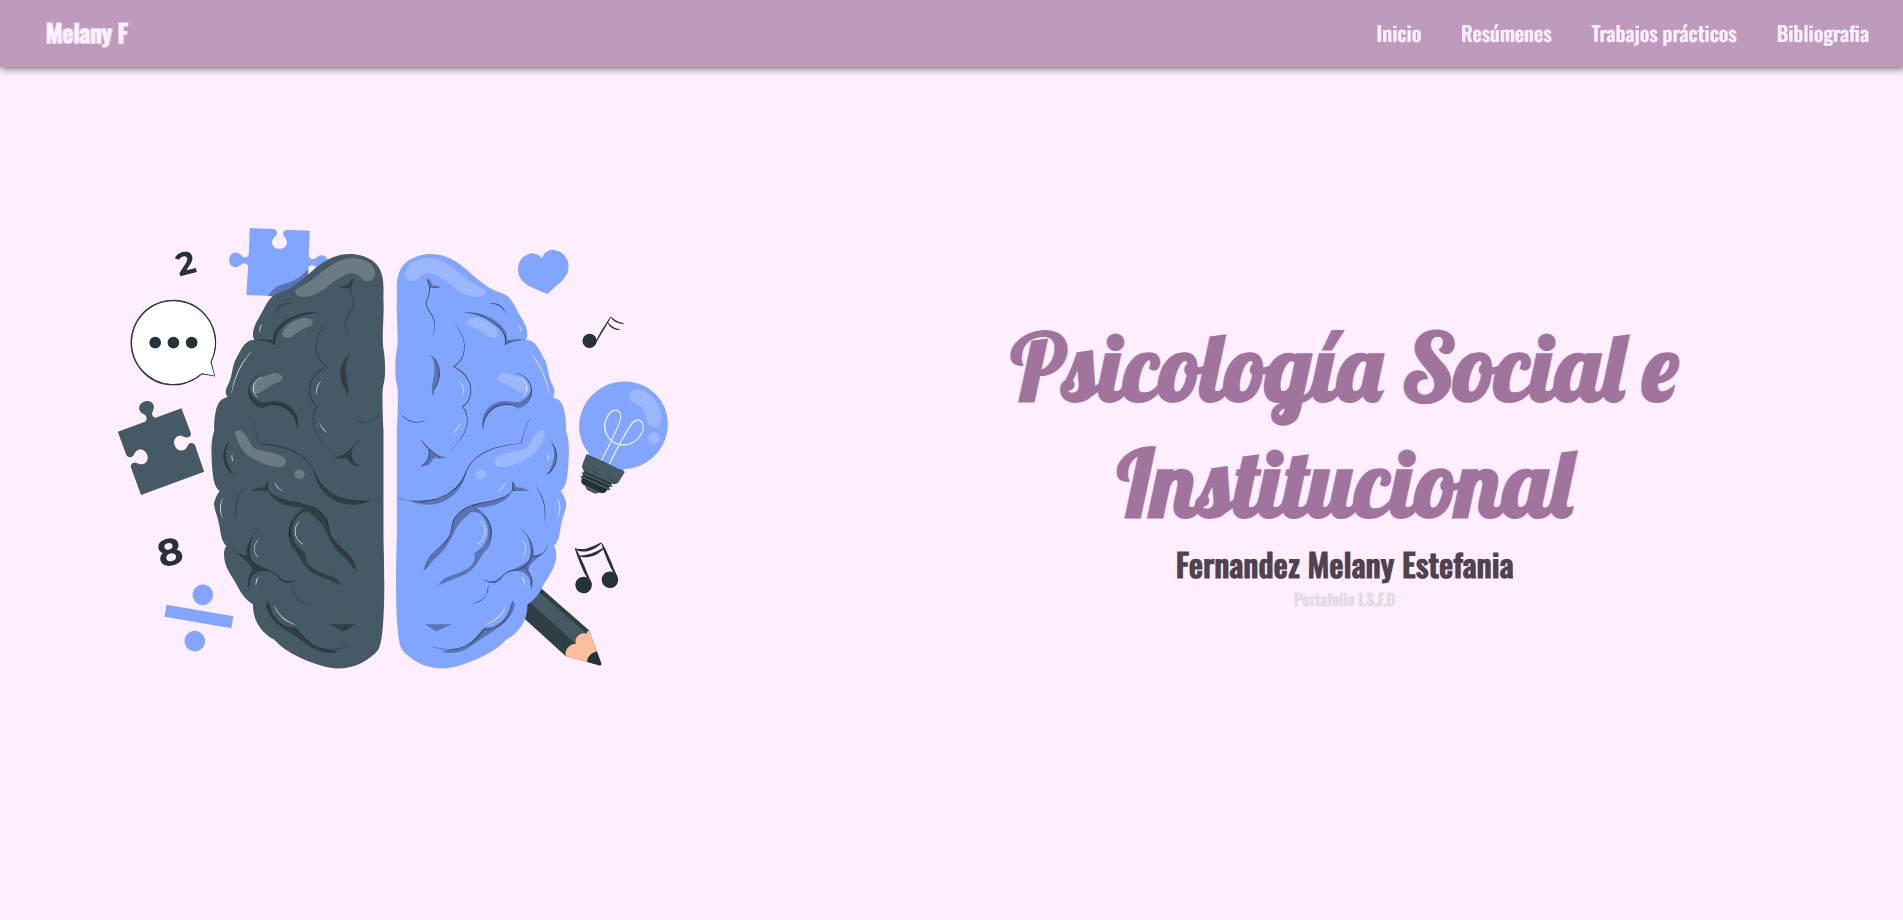 Melany F
Inicio Resúmenes Trabajos prácticos Bibliografia
2
8
Psicología Social e
Institucional
Fernandez Melany Estefania
Portafolio I.S.F.D